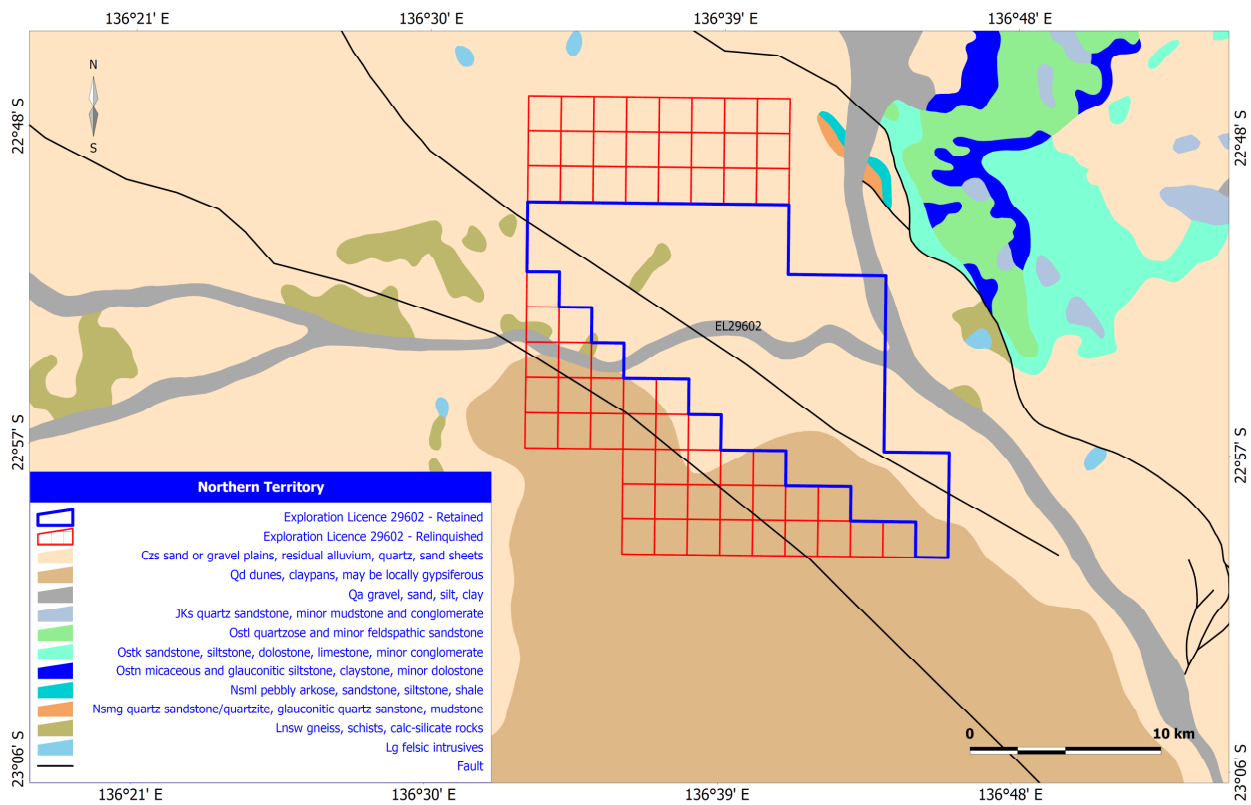 136°21' E 136°30' E 136°39' E 136°48' E
N
S
22°48' S
22°48' S
EL29602
22°57' S
22°57' S
Northern Territory
Exploration Licence 29602 - Retained
Exploration Licence 29602 - Relinquished
Czs sand or gravel plains, residual alluvium, quartz, sand sheets
Qd dunes, claypans, may be locally gypsiferous
Qa gravel, sand, silt, clay
JKs quartz sandstone, minor mudstone and conglomerate
Ostl quartzose and minor feldspathic sandstone
Ostk sandstone, siltstone, dolostone, limestone, minor conglomerate
Ostn micaceous and glauconitic siltstone, claystone, minor dolostone
Nsml pebbly arkose, sandstone, siltstone, shale
Nsmg quartz sandstone/quartzite, glauconitic quartz sanstone, mudstone
Lnsw gneiss, schists, calc-silicate rocks
Lg felsic intrusives
Fault
0 10 km
23°06' S
23°06' S
136°21' E 136°30' E 136°39' E 136°48' E